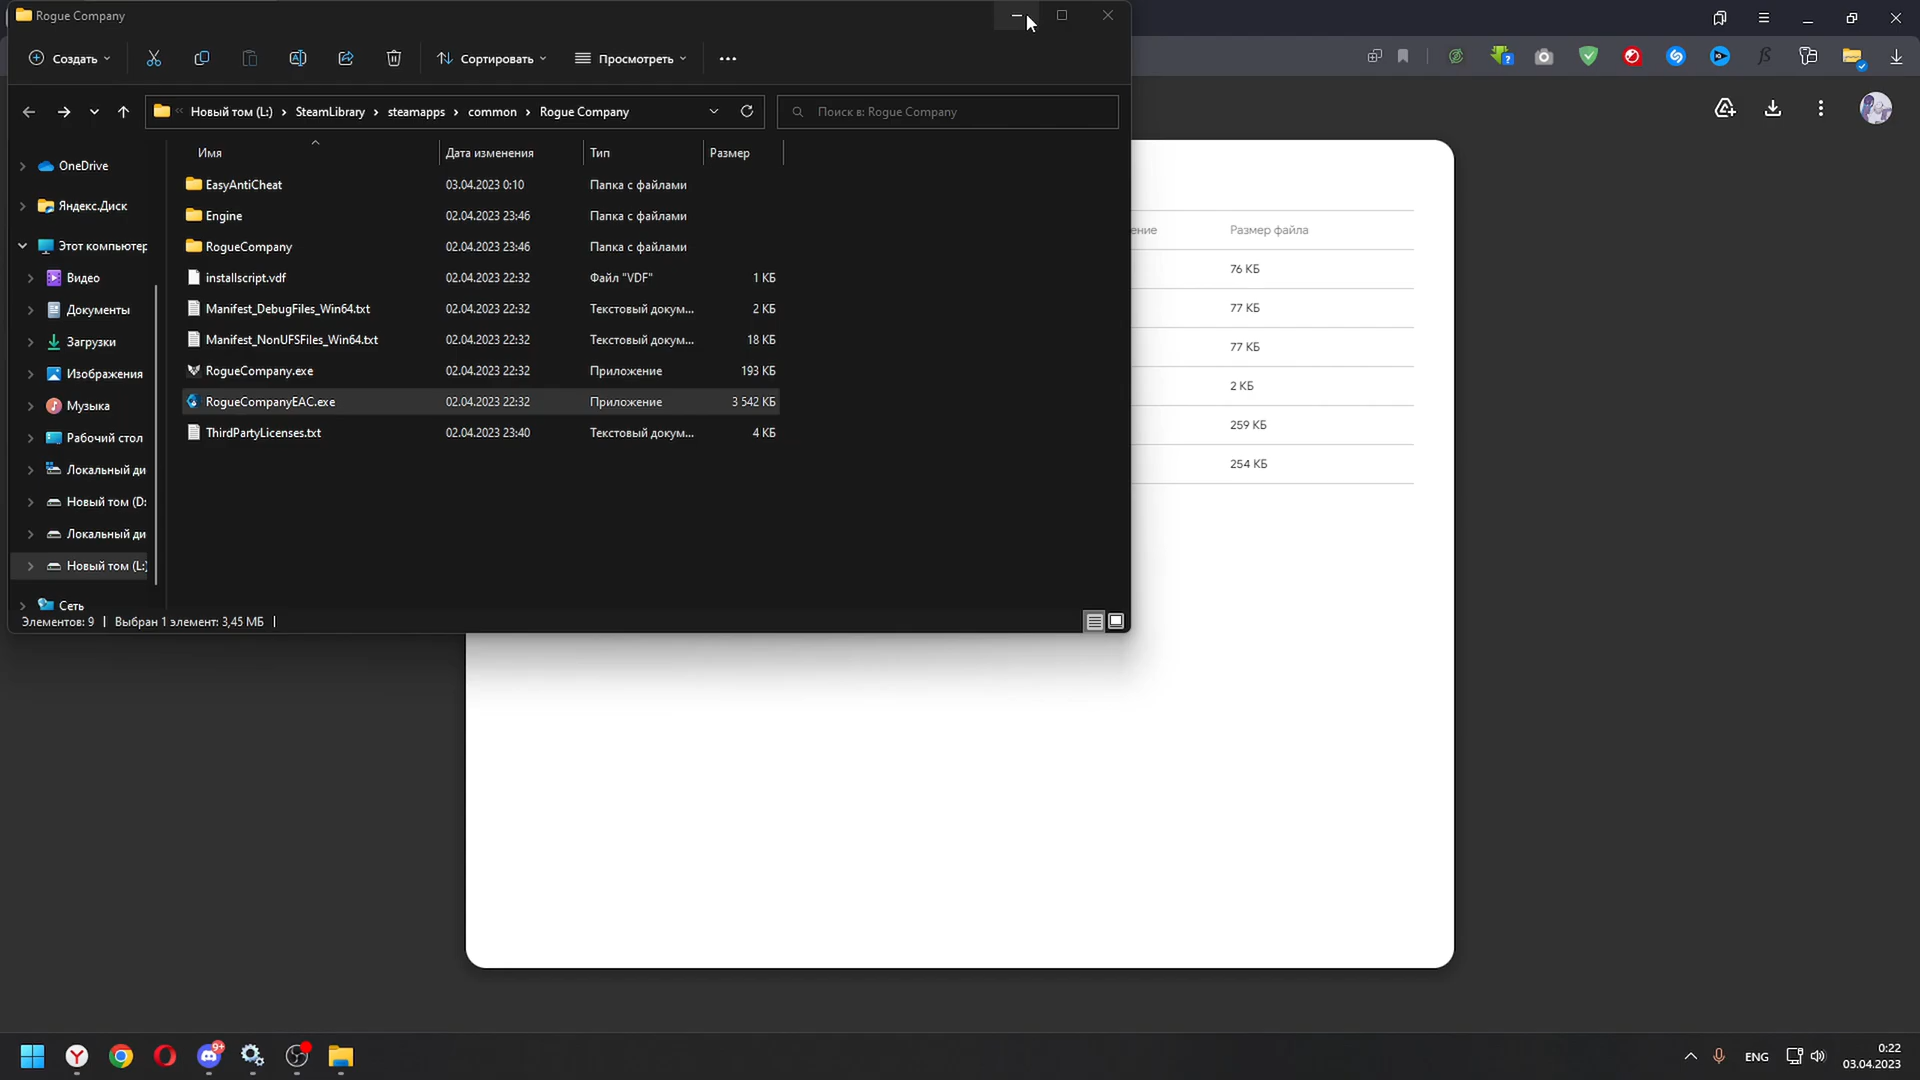 Rogue Company
Создать
Сортировать
Просмотреть
Новый том (L:)
SteamLibrary
steamapps
common
Rogue Company
Поиск в: Rogue Company
Имя
Дата изменения
Тип
Размер
EasyAntiCheat
03.04.2023 0:10
Папка с файлами
Engine
02.04.2023 23:46
Папка с файлами
RogueCompany
02.04.2023 23:46
Папка с файлами
installscript.vdf
02.04.2023 22:32
Файл "VDF"
1 КБ
Manifest_DebugFiles_Win64.txt
02.04.2023 22:32
Текстовый докум...
2 КБ
Manifest_NonUFSFiles_Win64.txt
02.04.2023 22:32
Текстовый докум...
18 КБ
RogueCompany.exe
02.04.2023 22:32
Приложение
193 КБ
RogueCompanyEAC.exe
02.04.2023 22:32
Приложение
3 542 КБ
ThirdPartyLicenses.txt
02.04.2023 23:40
Текстовый докум...
4 КБ
OneDrive
Яндекс.Диск
Этот компьютер
Видео
Документы
Загрузки
Изображения
Музыка
Рабочий стол
Локальный ди
Новый том (D:
Локальный ди
Новый том (L:)
Сеть
Элементов: 9
Выбран 1 элемент: 3,45 МБ
ение
Размер файла
76 КБ
77 КБ
77 КБ
2 КБ
259 КБ
254 КБ
9+
ENG
0:22
03.04.2023